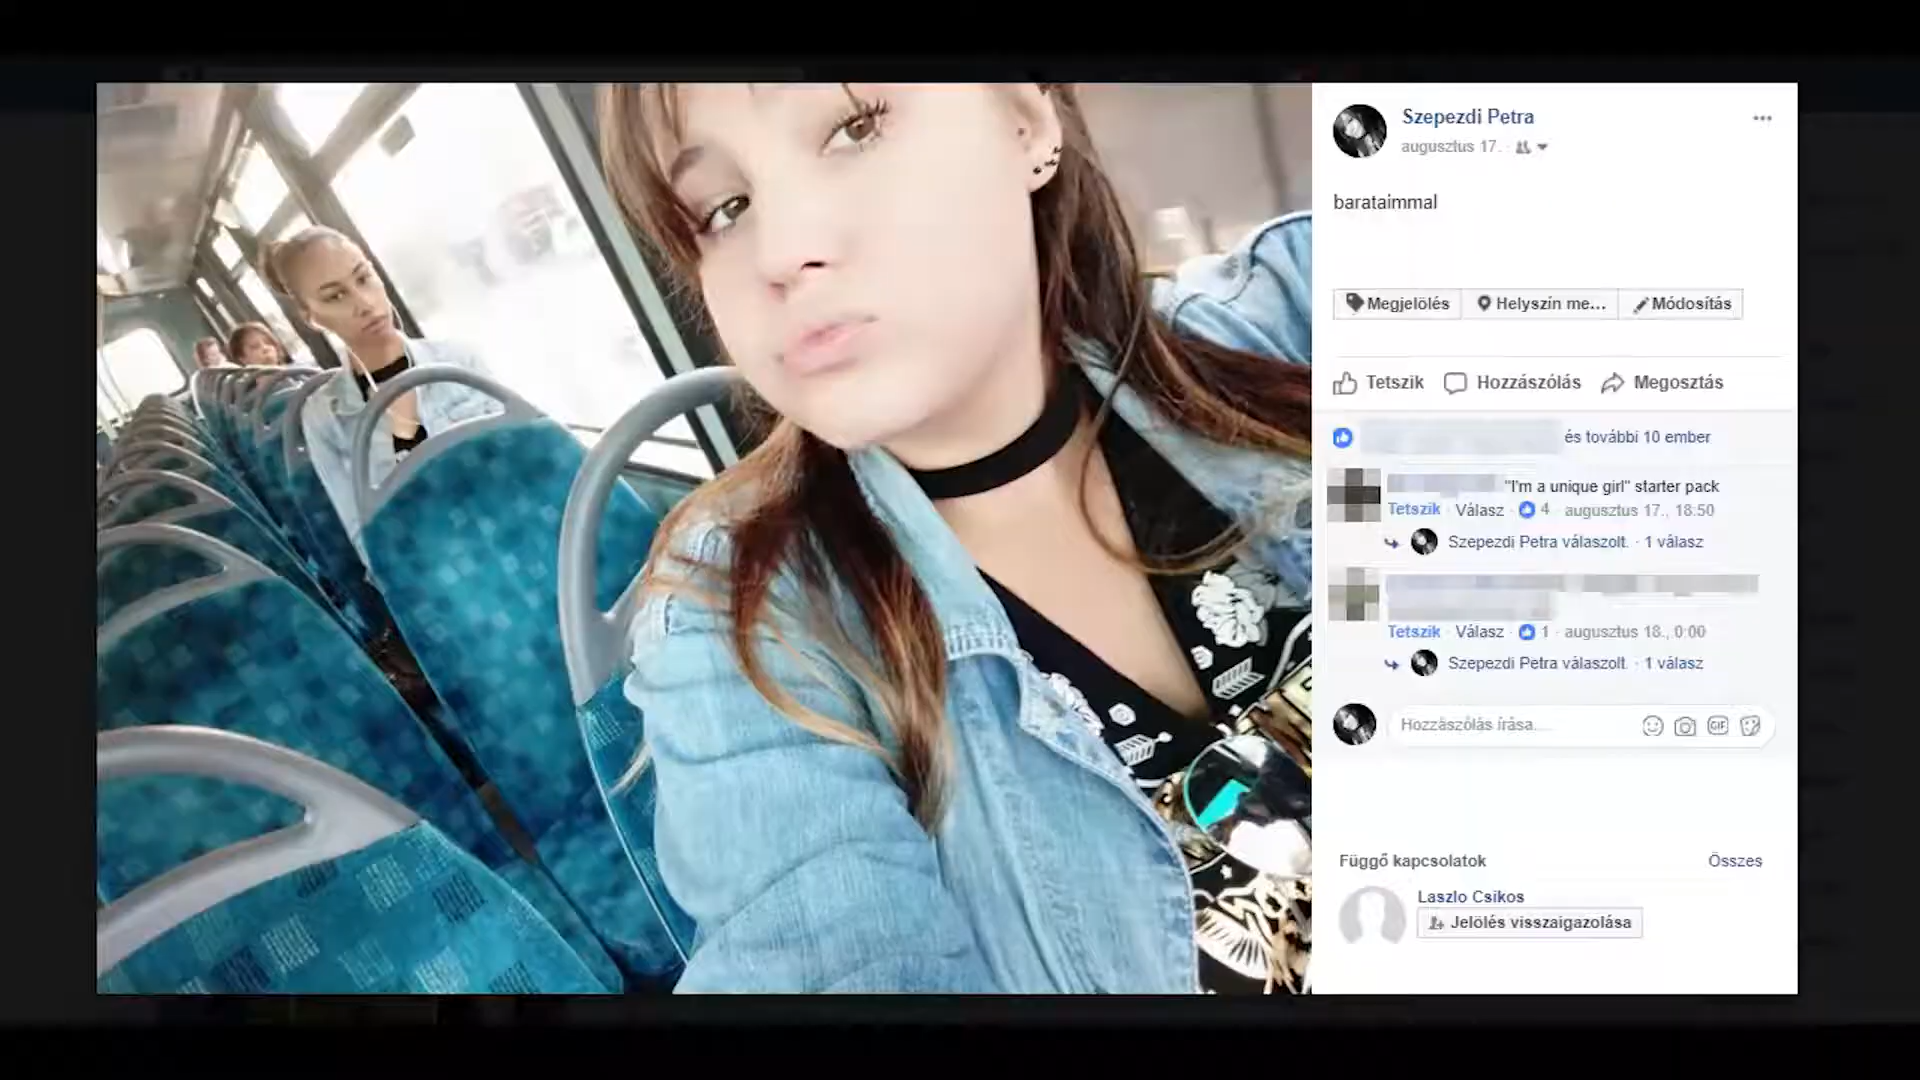 Szepezdi Petra
augusztus 17. ·
barataimmal
Megjelölés
Helyszín me...
Módosítás
Tetszik
Hozzászólás
Megosztás
és további 10 ember
"I'm a unique girl" starter pack
Tetszik · Válasz · 4 · augusztus 17., 18:50
Szepezdi Petra válaszolt. · 1 válasz
Tetszik · Válasz · 1 · augusztus 18., 0:00
Szepezdi Petra válaszolt. · 1 válasz
Hozzászólás írása...
GIF
Függő kapcsolatok
Összes
Laszlo Csikos
Jelölés visszaigazolása